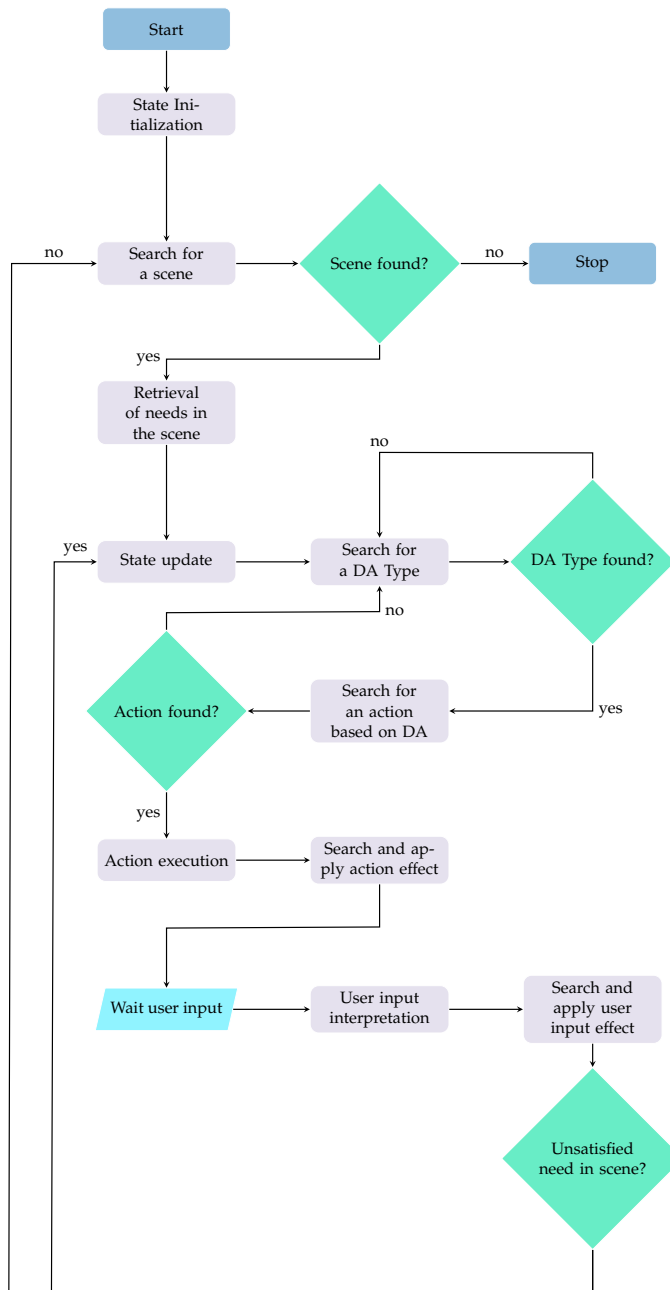 Start
State Ini-
tialization
no
Search for
a scene
Scene found?
no
Stop
yes
Retrieval
of needs in
the scene
no
yes
State update
Search for
a DA Type
DA Type found?
no
Action found?
Search for
an action
based on DA
yes
yes
Action execution
Search and ap-
ply action effect
Wait user input
User input
interpretation
Search and
apply user
input effect
Unsatisfied
need in scene?